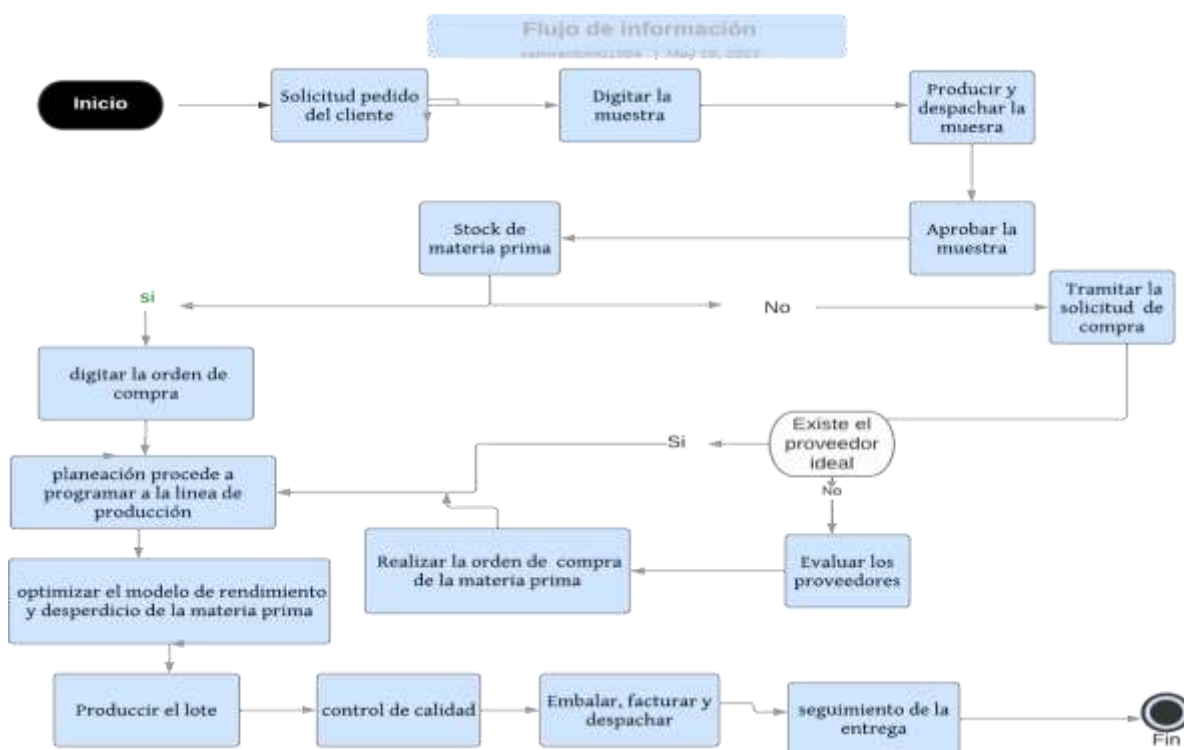 Flujo de información
| May 19, 2023
Inicio
Solicitud pedido
del cliente
Digitar la
muestra
Producir y
despachar la
muesra
Stock de
materia prima
Aprobar la
muestra
si
No
Tramitar la
solicitud de
compra
digitar la orden de
compra
Existe el
proveedor
ideal
Si
No
planeación procede a
programar a la linea de
producción
Realizar la orden de compra
de la materia prima
Evaluar los
proveedores
optimizar el modelo de rendimiento
y desperdicio de la materia prima
Produccir el lote
control de calidad
Embalar, facturar y
despachar
seguimiento de la
entrega
Fin